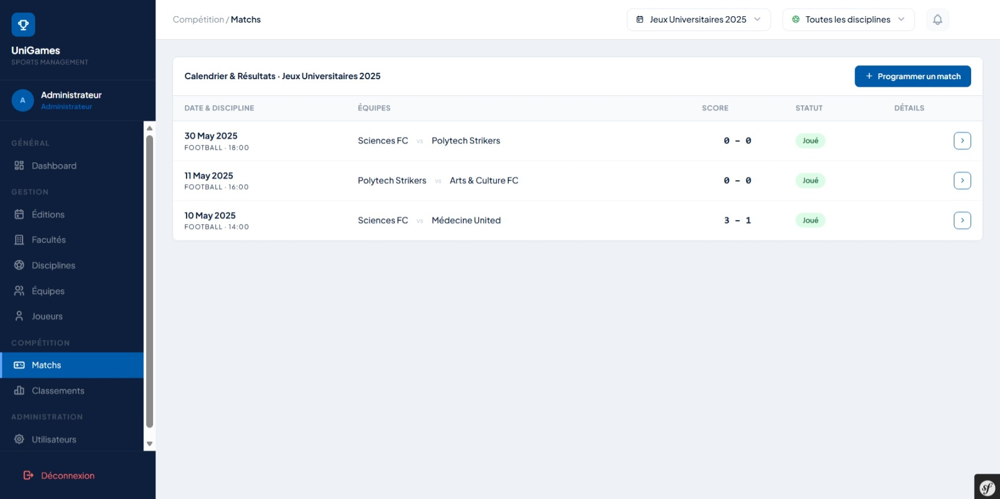 UniGames
SPORTS MANAGEMENT
A
Administrateur
Administrateur
GÉNÉRAL
Dashboard
GESTION
Éditions
Facultés
Disciplines
Équipes
Joueurs
COMPÉTITION
Matchs
Classements
ADMINISTRATION
Utilisateurs
Déconnexion
Compétition / Matchs
Jeux Universitaires 2025
Toutes les disciplines
Calendrier & Résultats · Jeux Universitaires 2025
+ Programmer un match
DATE & DISCIPLINE ÉQUIPES SCORE STATUT DÉTAILS
30 May 2025
FOOTBALL · 18:00
Sciences FC vs Polytech Strikers 0 – 0 Joué
11 May 2025
FOOTBALL · 16:00
Polytech Strikers vs Arts & Culture FC 0 – 0 Joué
10 May 2025
FOOTBALL · 14:00
Sciences FC vs Médecine United 3 – 1 Joué
sf